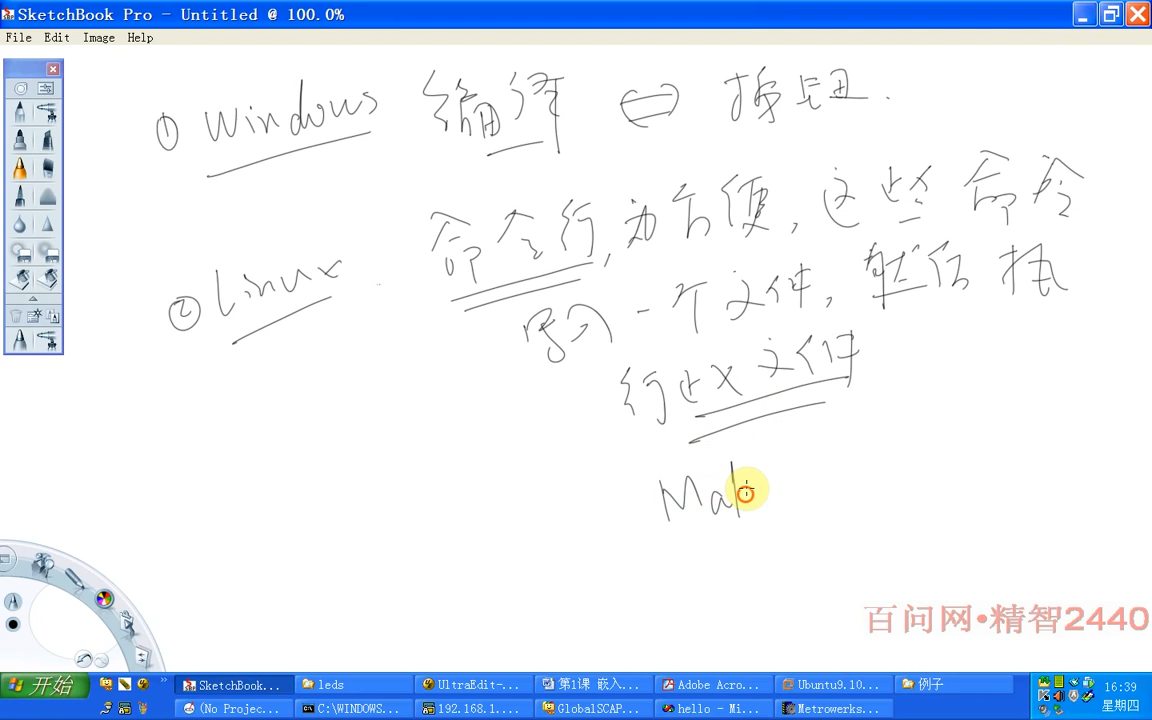 SketchBook Pro - Untitled @ 100.0%
File Edit Image Help
① Windows 编译 ⇔ 按钮.
② Linux 命令行, 为方便, 这些命令
写入一个文件, 然后执
行此文件
Mak
百问网•精智2440
开始 SketchBook... leds UltraEdit-... 第1课 嵌入... Adobe Acro... Ubuntu9.10... 例子 16:39
(No Projec... C:\WINDOWS... 192.168.1.... GlobalSCAP... hello - Mi... Metrowerks... 星期四